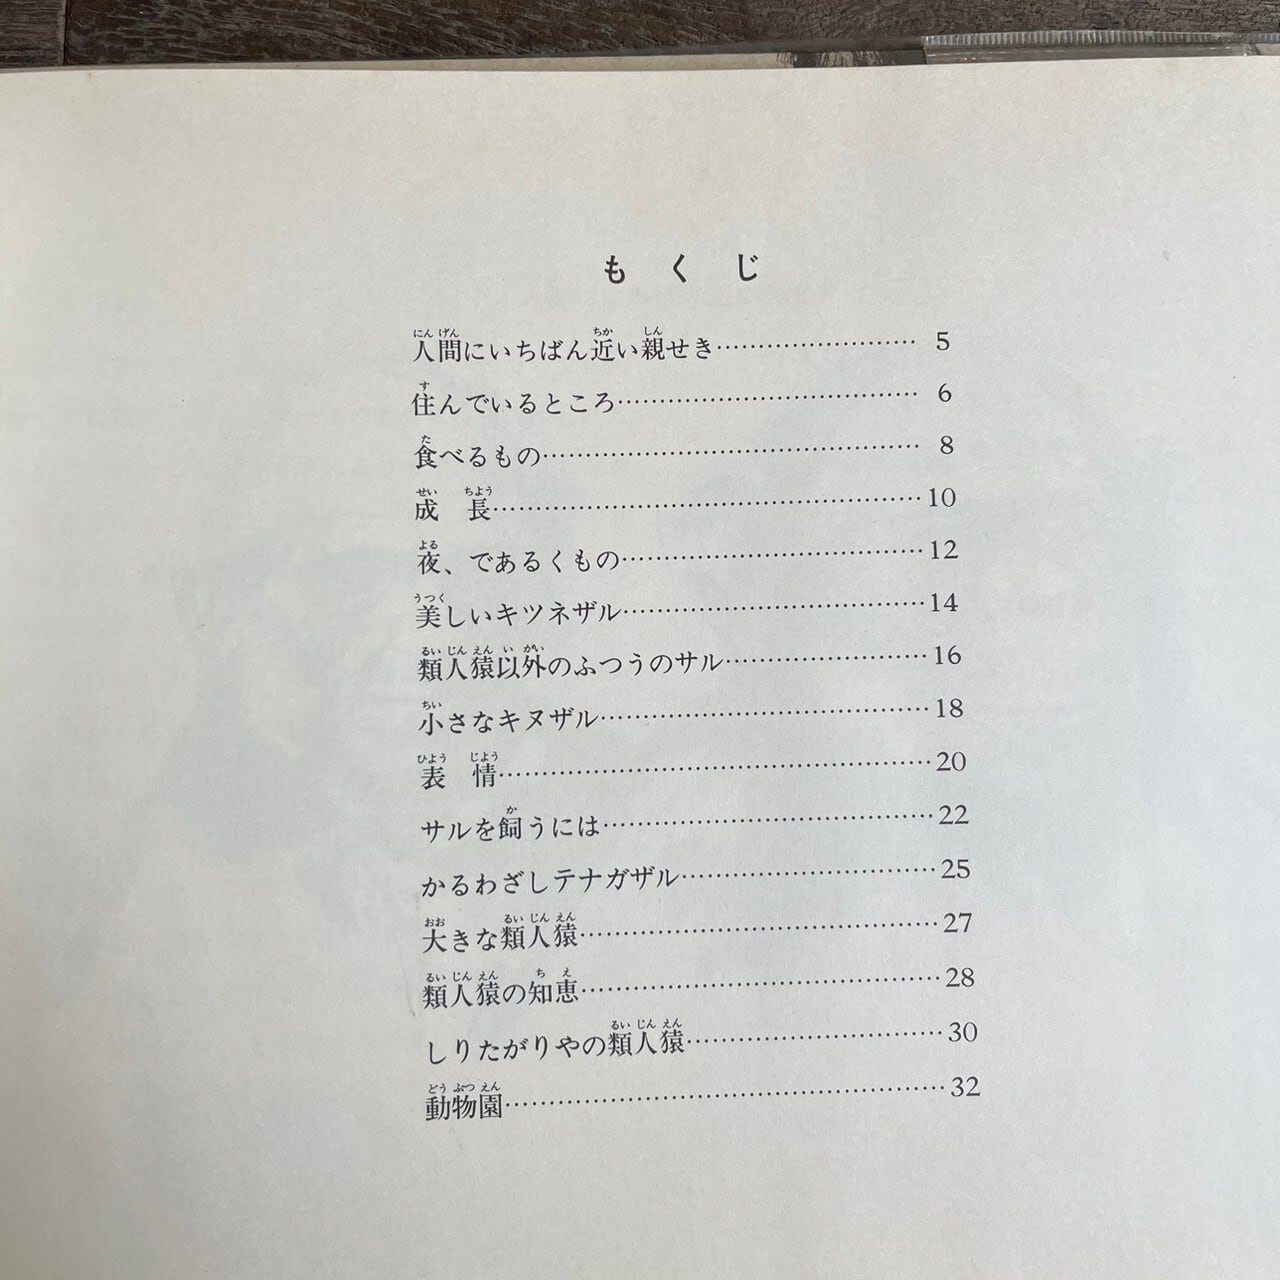 もくじ
人間にいちばん近い親せき……………………5
住んでいるところ………………………………6
食べるもの………………………………………8
成　長……………………………………………10
夜、であるくもの………………………………12
美しいキツネザル………………………………14
類人猿以外のふつうのサル……………………16
小さなキヌザル…………………………………18
表　情……………………………………………20
サルを飼うには…………………………………22
かるわざしテナガザル…………………………25
大きな類人猿……………………………………27
類人猿の知恵……………………………………28
しりたがりやの類人猿…………………………30
動物園……………………………………………32